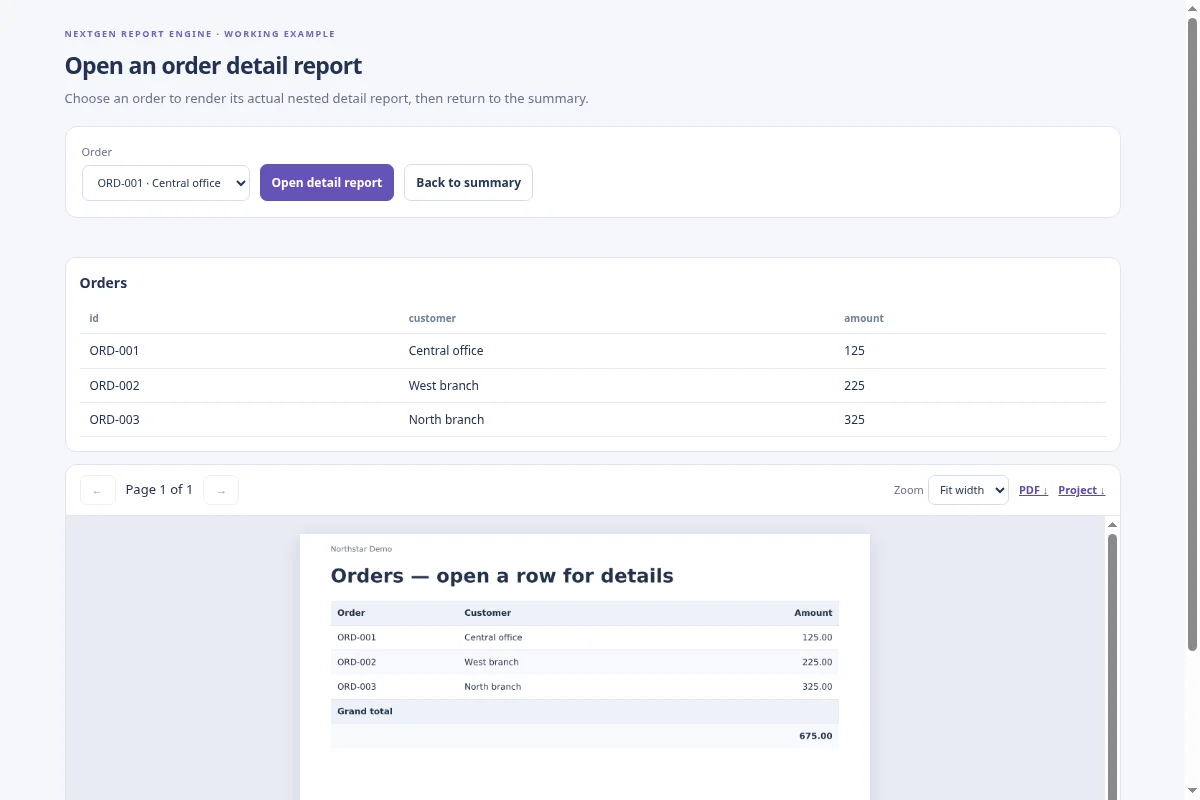 NEXTGEN REPORT ENGINE · WORKING EXAMPLE
Open an order detail report
Choose an order to render its actual nested detail report, then return to the summary.
Order
ORD-001 · Central office
Open detail report
Back to summary
Orders
id customer amount
ORD-001 Central office 125
ORD-002 West branch 225
ORD-003 North branch 325
← Page 1 of 1 → Zoom Fit width PDF ↓ Project ↓
Northstar Demo
Orders — open a row for details
Order Customer Amount
ORD-001 Central office 125.00
ORD-002 West branch 225.00
ORD-003 North branch 325.00
Grand total
675.00